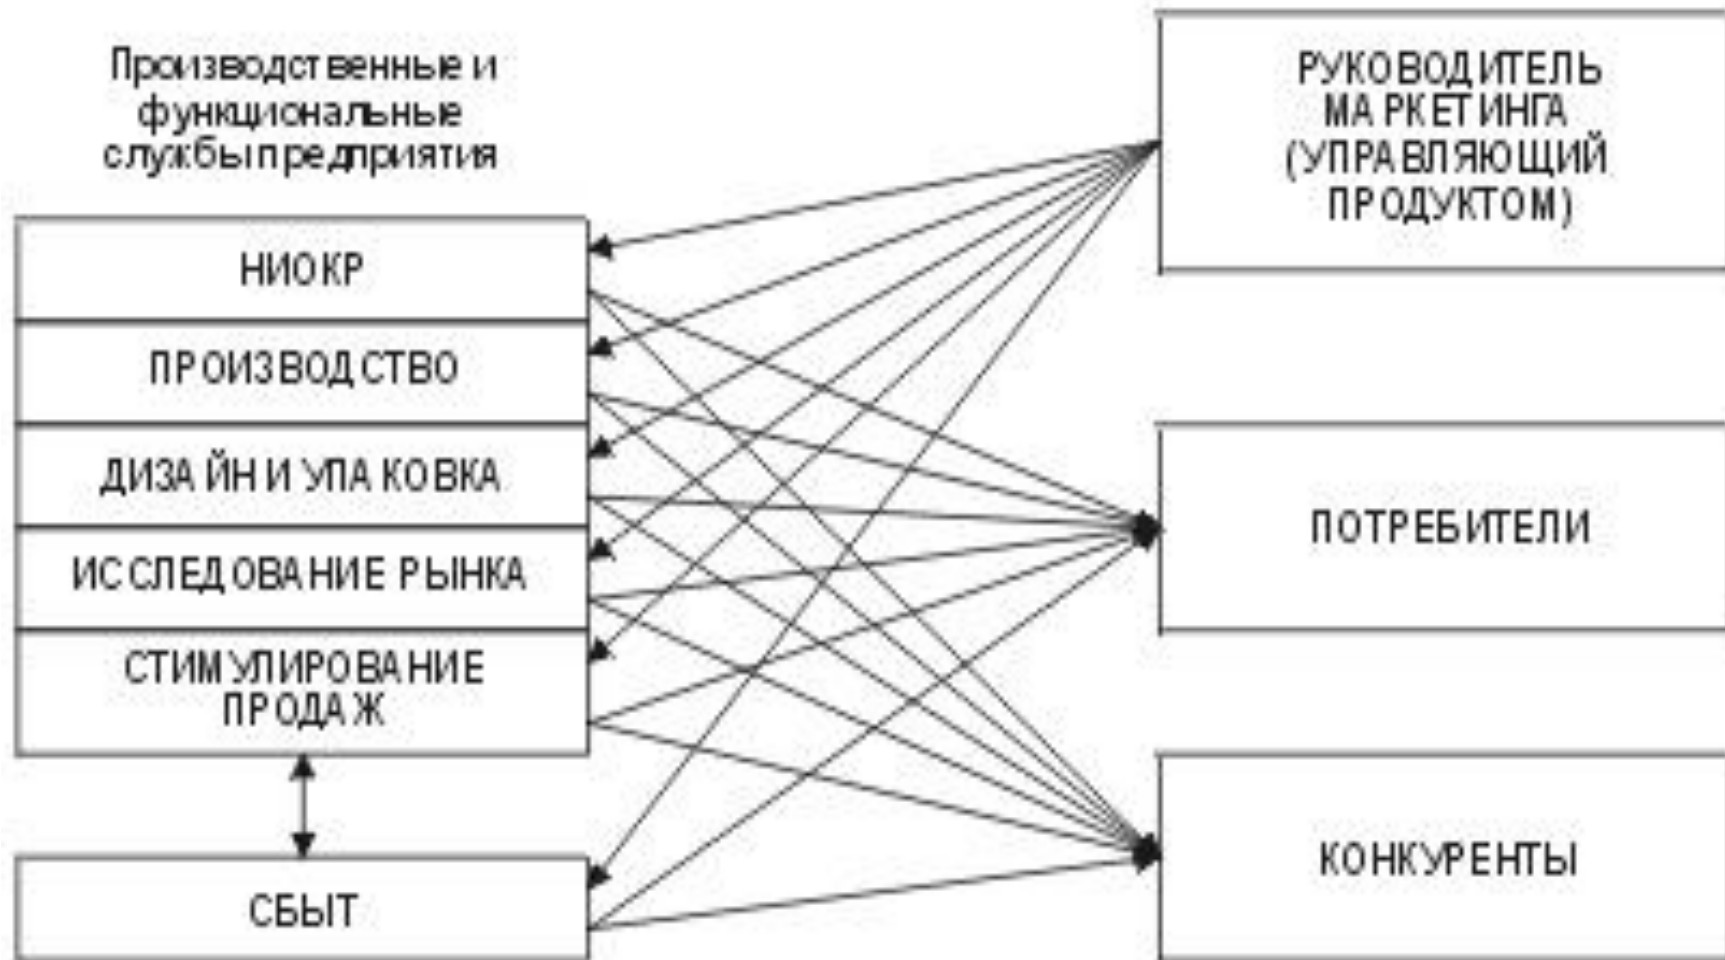 Производственные и
функциональные
службы предприятия
НИОКР
ПРОИЗВОДСТВО
ДИЗАЙН И УПАКОВКА
ИССЛЕДОВАНИЕ РЫНКА
СТИМУЛИРОВАНИЕ
ПРОДАЖ
СБЫТ
РУКОВОДИТЕЛЬ
МАРКЕТИНГА
(УПРАВЛЯЮЩИЙ
ПРОДУКТОМ)
ПОТРЕБИТЕЛИ
КОНКУРЕНТЫ